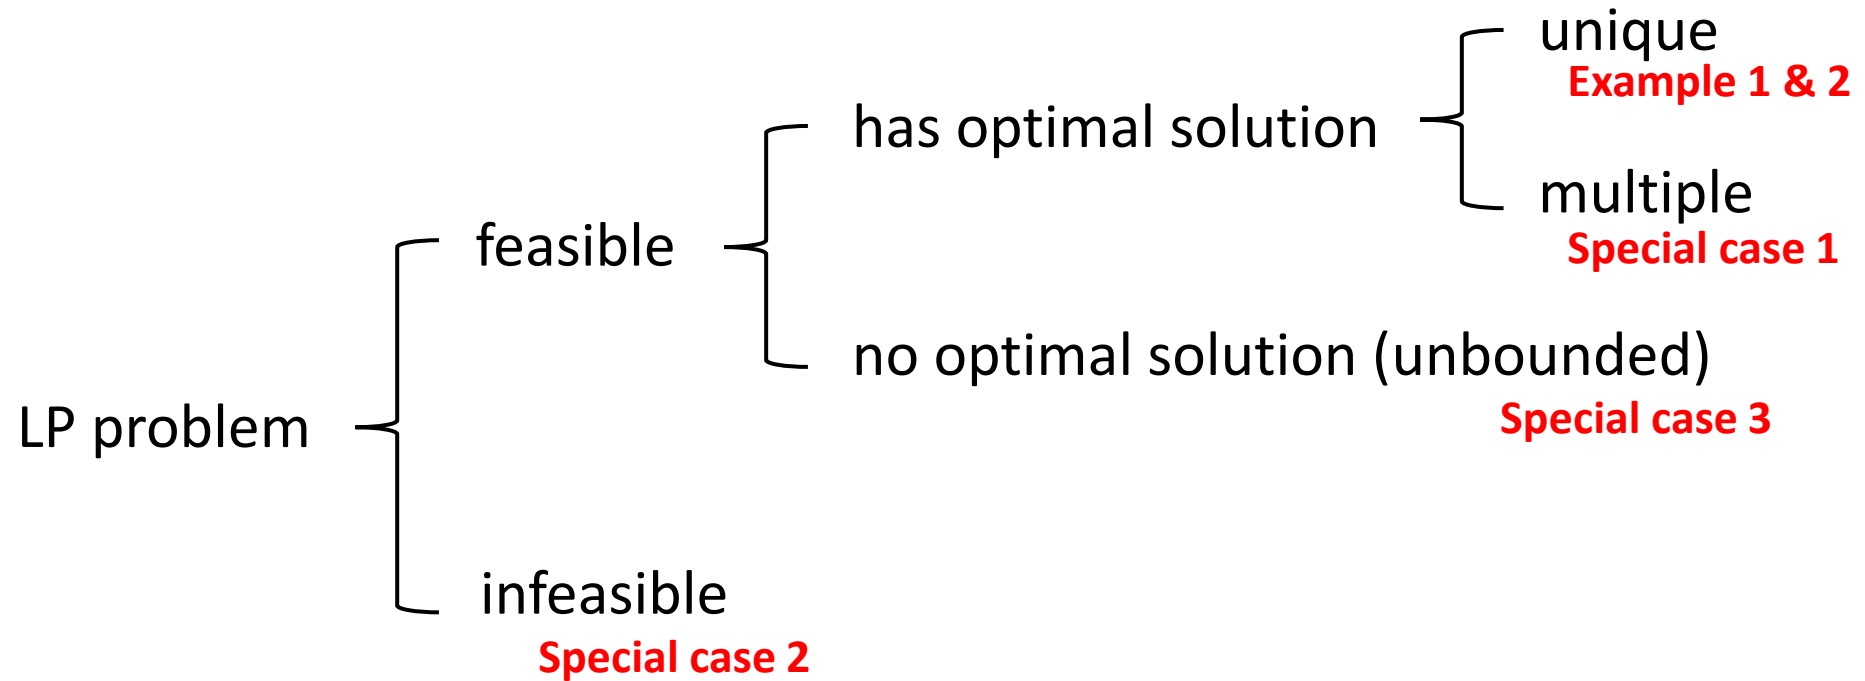 unique
Example 1 & 2
has optimal solution
multiple
Special case 1
feasible
no optimal solution (unbounded)
Special case 3
LP problem
infeasible
Special case 2